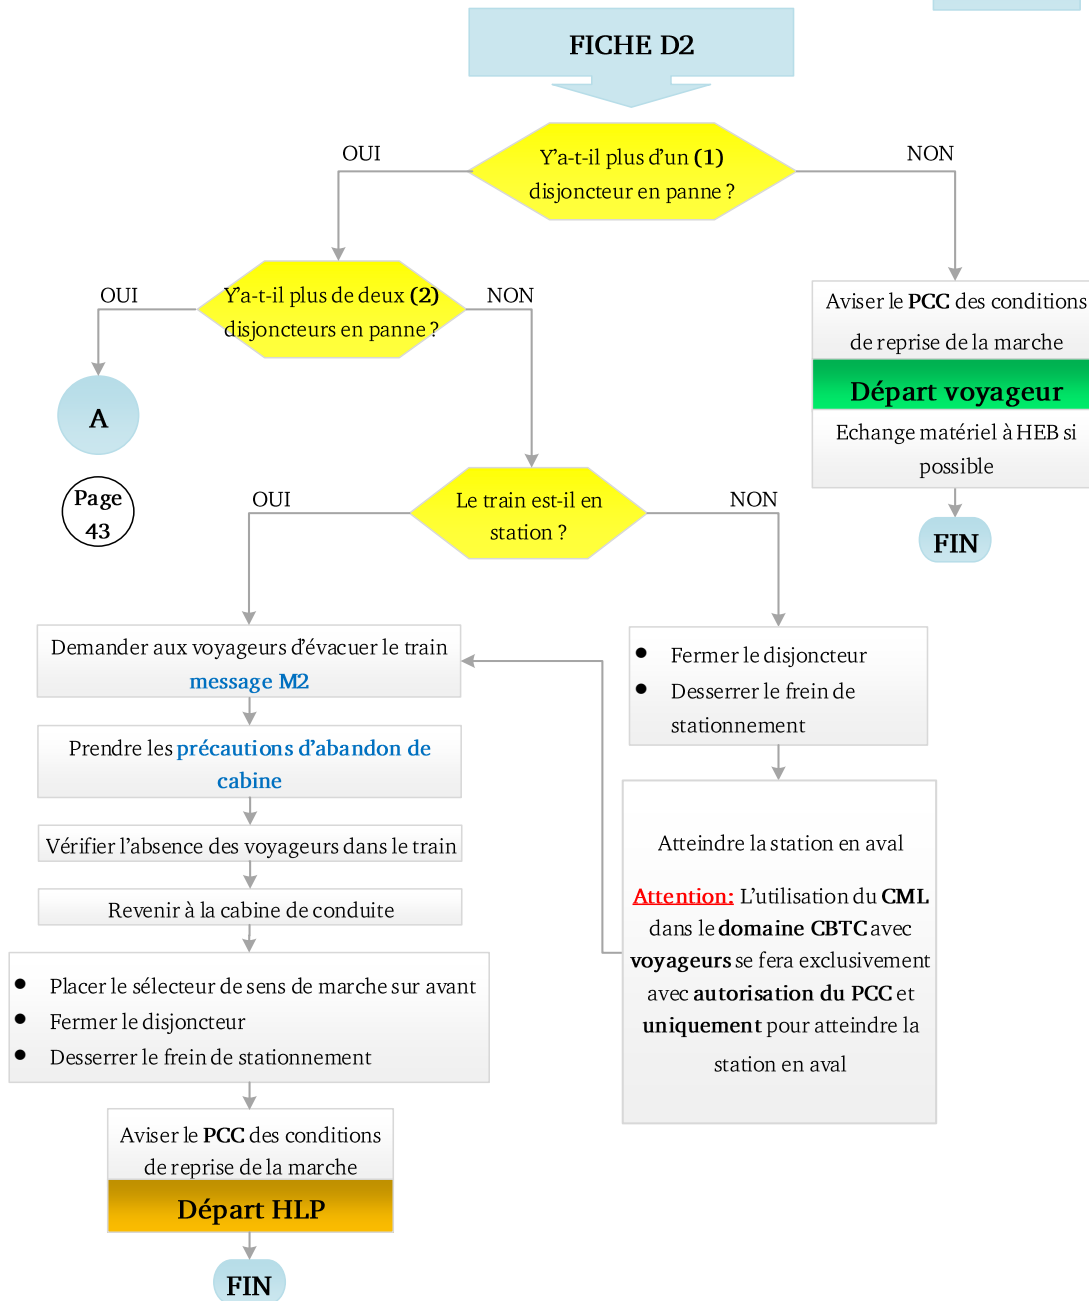 FICHE D2
OUI
Y'a-t-il plus d'un (1)
disjoncteur en panne ?
NON
OUI
Y'a-t-il plus de deux (2)
disjoncteurs en panne ?
NON
Aviser le PCC des conditions
de reprise de la marche
Départ voyageur
Echange matériel à HEB si
possible
FIN
A
Page
43
OUI
Le train est-il en
station ?
NON
Demander aux voyageurs d'évacuer le train
message M2
Prendre les précautions d'abandon de
cabine
Vérifier l'absence des voyageurs dans le train
Revenir à la cabine de conduite
• Placer le sélecteur de sens de marche sur avant
• Fermer le disjoncteur
• Desserrer le frein de stationnement
Aviser le PCC des conditions
de reprise de la marche
Départ HLP
FIN
• Fermer le disjoncteur
• Desserrer le frein de
stationnement
Atteindre la station en aval
Attention: L'utilisation du CML
dans le domaine CBTC avec
voyageurs se fera exclusivement
avec autorisation du PCC et
uniquement pour atteindre la
station en aval